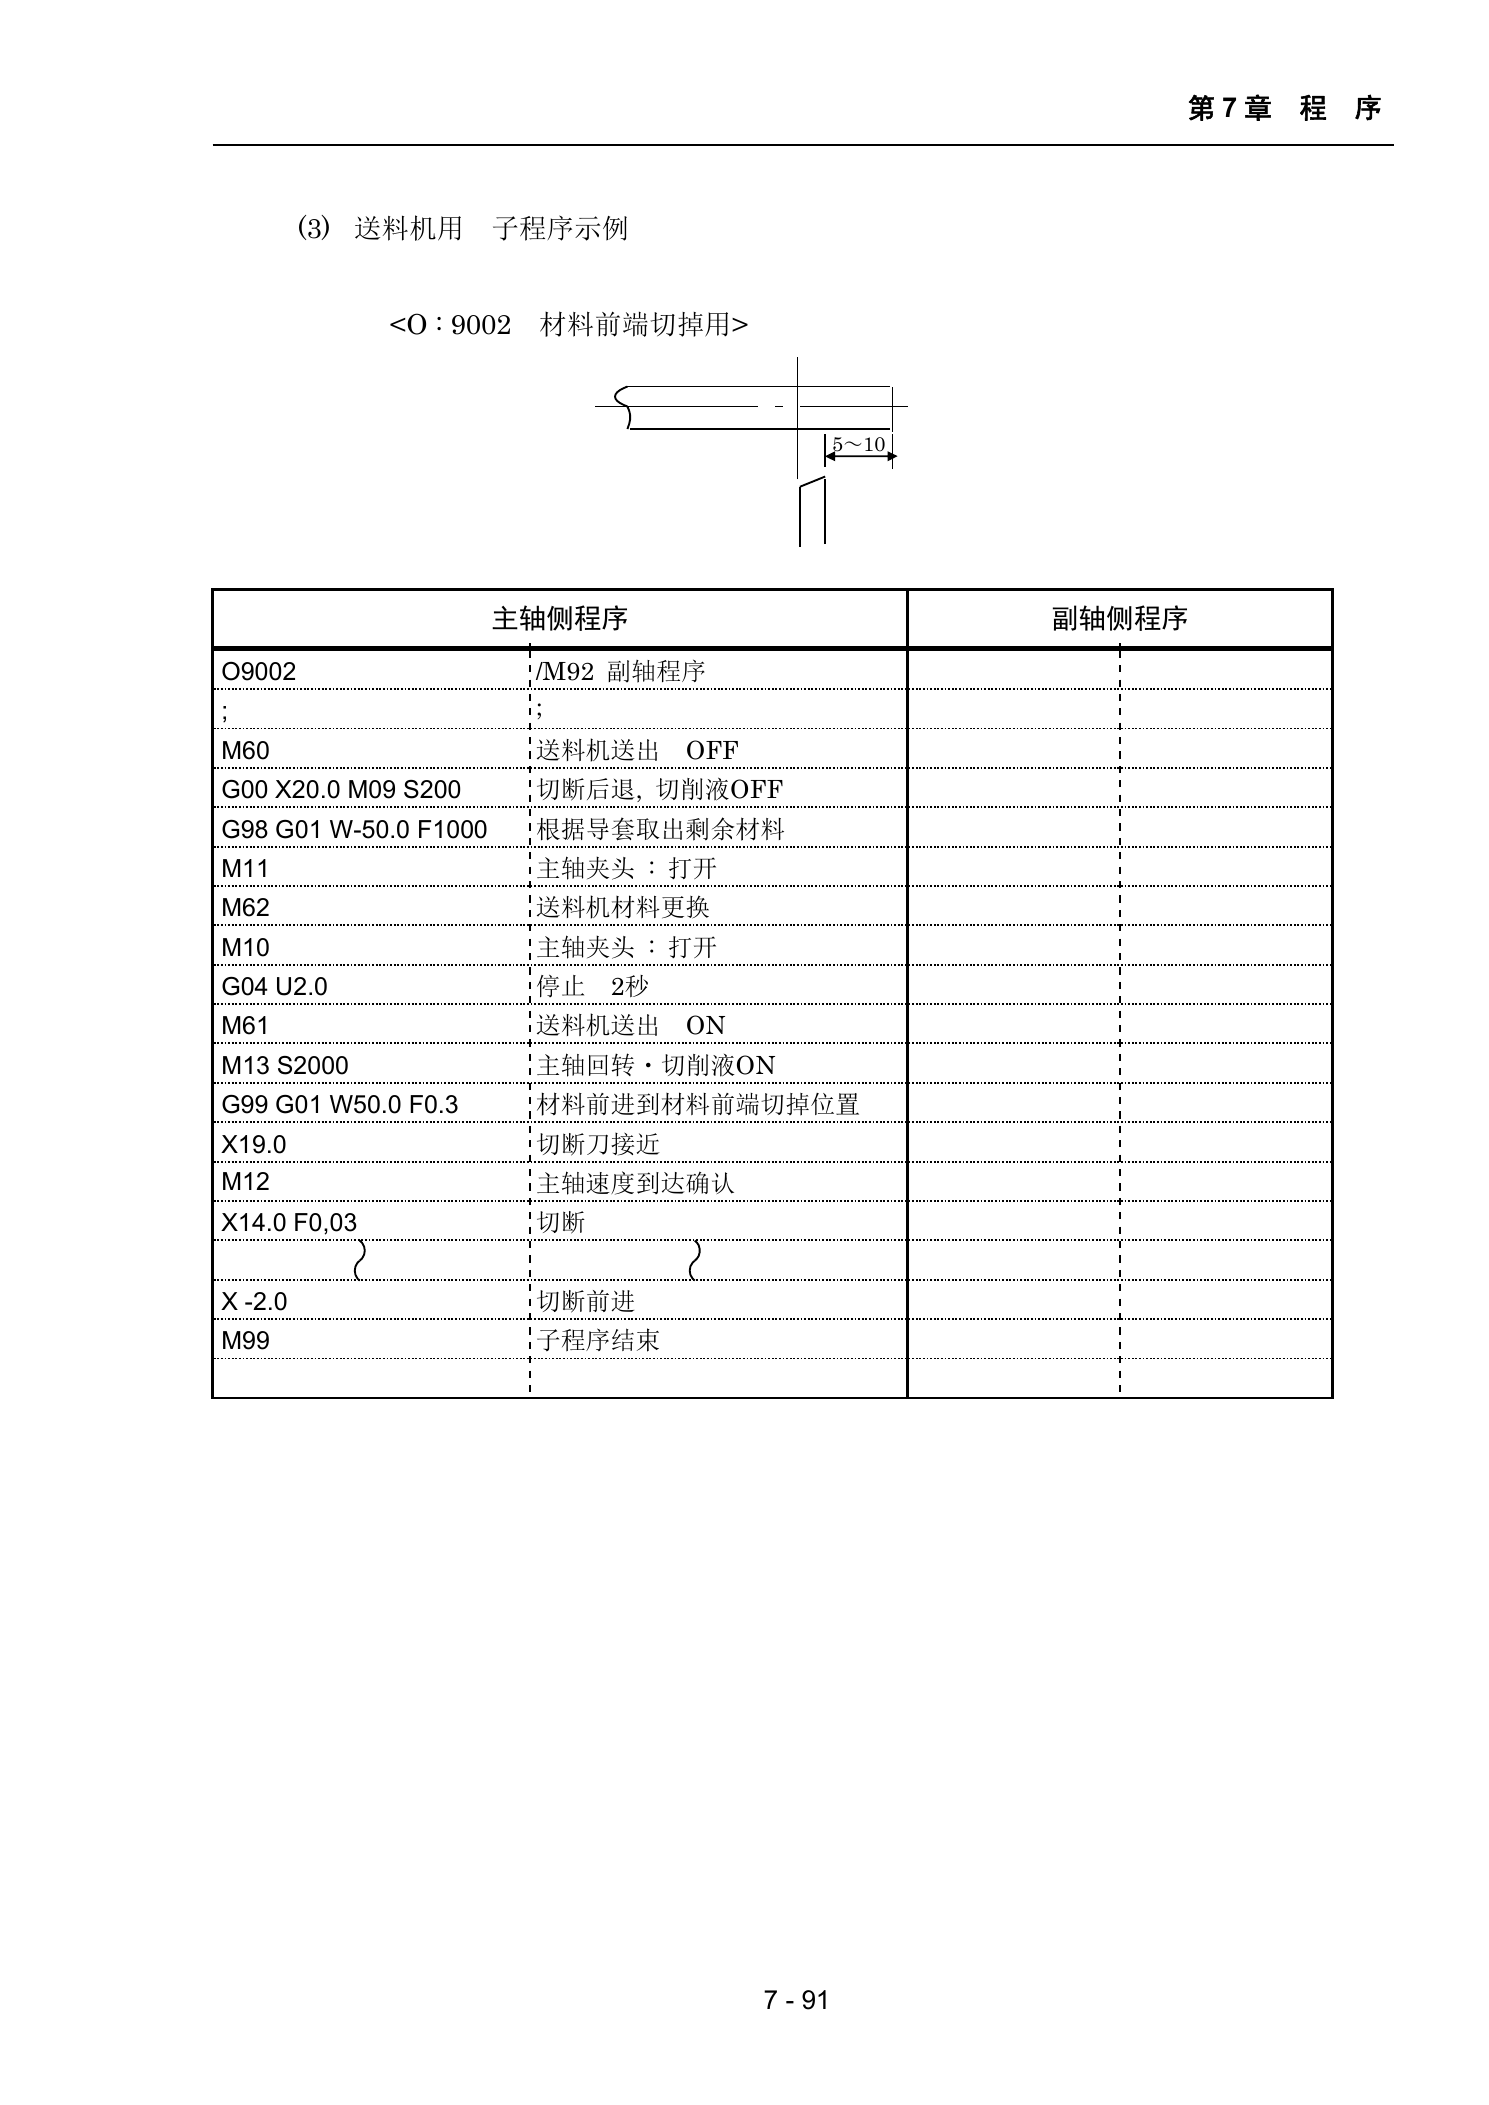 第 7 章　程　序
(3)　送料机用　子程序示例
<O：9002　材料前端切掉用>
5～10
主轴侧程序　副轴侧程序
O9002　/M92 副轴程序
;　;
M60　送料机送出　OFF
G00 X20.0 M09 S200　切断后退, 切削液OFF
G98 G01 W-50.0 F1000　根据导套取出剩余材料
M11　主轴夹头 ：打开
M62　送料机材料更换
M10　主轴夹头 ：打开
G04 U2.0　停止　2秒
M61　送料机送出　ON
M13 S2000　主轴回转・切削液ON
G99 G01 W50.0 F0.3　材料前进到材料前端切掉位置
X19.0　切断刀接近
M12　主轴速度到达确认
X14.0 F0,03　切断
X -2.0　切断前进
M99　子程序结束
7 - 91